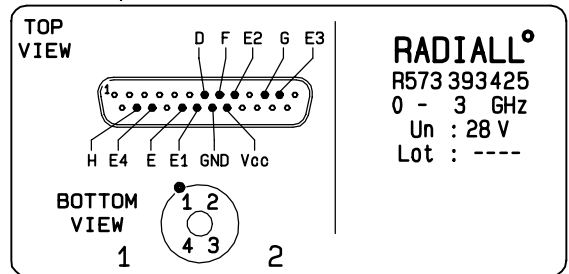 TOP
VIEW
D F E2 G E3
1
H E4 E E1 GND Vcc
BOTTOM
VIEW
1 2
4 3
1 2
RADIALL°
R573 393425
0 - 3 GHz
Un : 28 V
Lot : ----